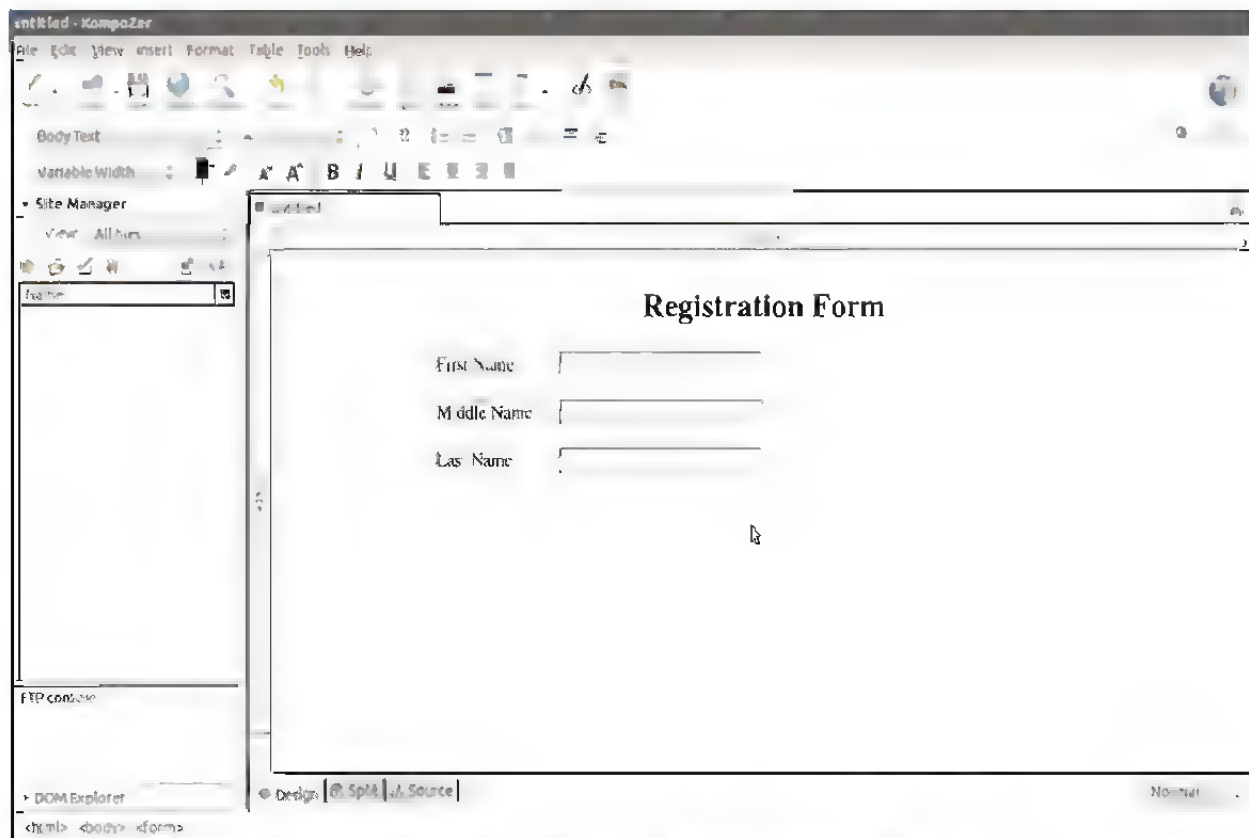 untitled - KompoZer
File Edit View Insert Format Table Tools Help
Body Text
Variable Width
B I U
Site Manager
View: All files
untitled
Name
Registration Form
First Name
Middle Name
Last Name
FTP console
DOM Explorer
Design Split Source
Normal
<html> <body> <form>